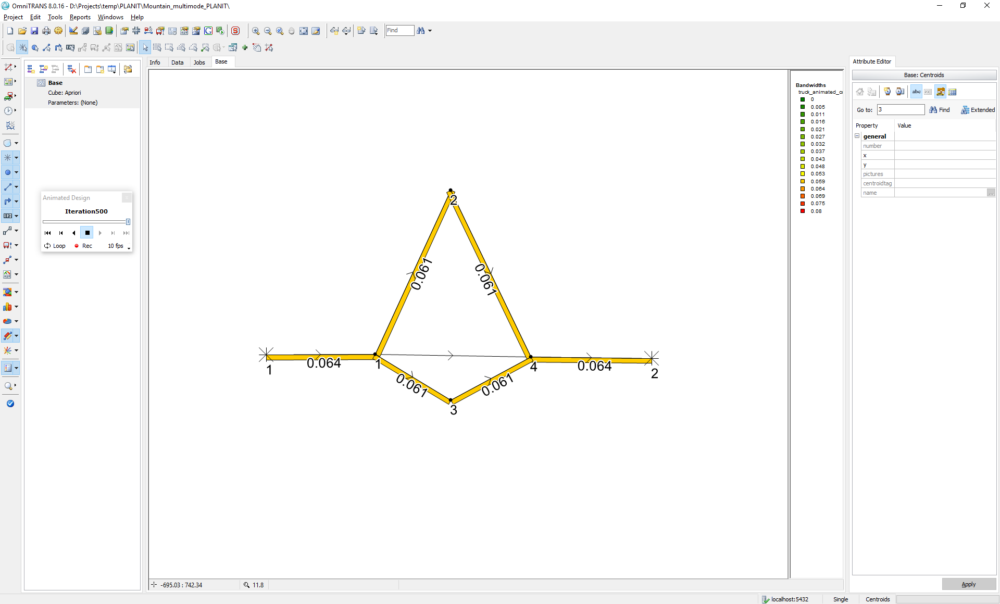 OmniTRANS 8.0.16 - D:\Projects\temp\PLANIT\Mountain_multimode_PLANIT\
Project Edit Tools Reports Windows Help
Find
Info Data Jobs Base
Base
Cube: Apriori
Parameters: (None)
Animated Design
Iteration500
Loop Rec 10 fps
2
0.061
0.061
0.064
1
1
0.061
3
0.061
4
0.064
2
Bandwidths
truck_animated_c
0
0.005
0.011
0.016
0.021
0.027
0.032
0.037
0.043
0.048
0.053
0.059
0.064
0.069
0.075
0.08
Attribute Editor
Base: Centroids
abc
Go to: 3 Find Extended
Property Value
general
number
x
y
pictures
centroidtag
name
...
Apply
-695.03 : 742.34 11.8
localhost:5432 Single Centroids